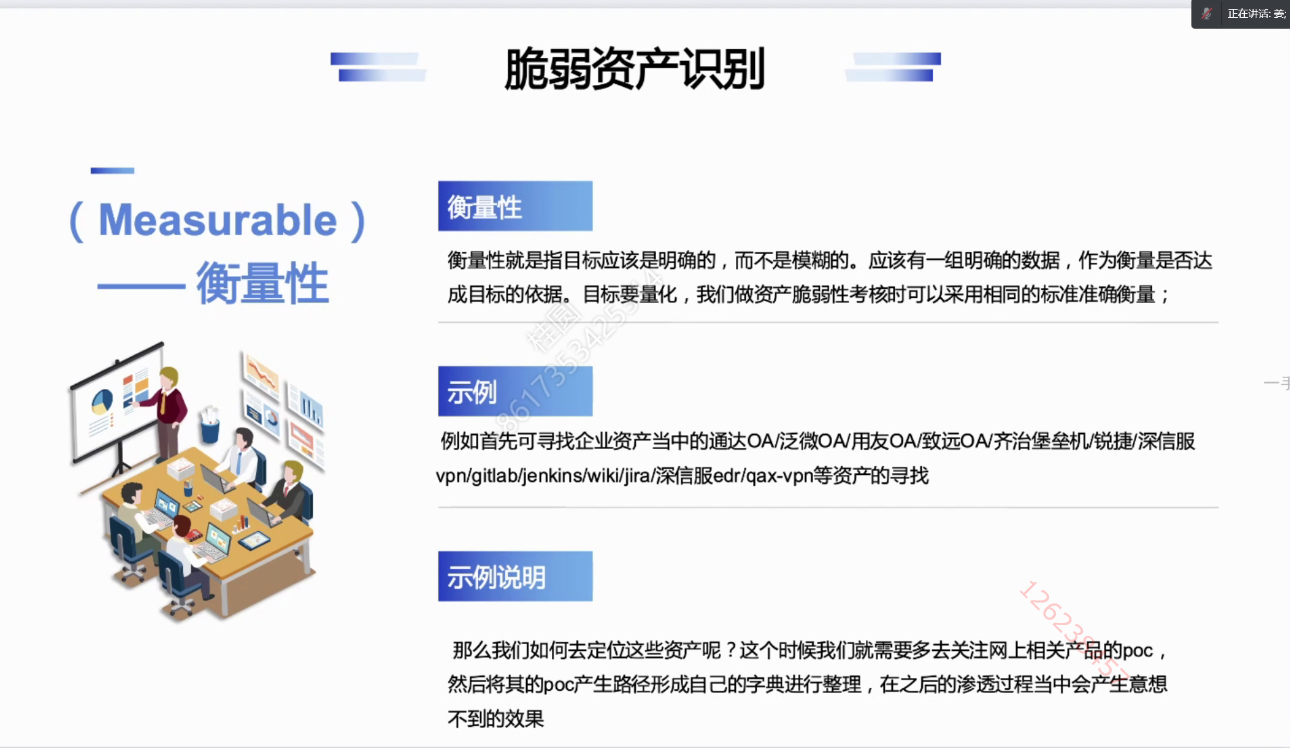 正在讲话: 姜;
脆弱资产识别
（Measurable）
—— 衡量性
衡量性
衡量性就是指目标应该是明确的，而不是模糊的。应该有一组明确的数据，作为衡量是否达
成目标的依据。目标要量化，我们做资产脆弱性考核时可以采用相同的标准准确衡量；
示例
例如首先可寻找企业资产当中的通达OA/泛微OA/用友OA/致远OA/齐治堡垒机/锐捷/深信服
vpn/gitlab/jenkins/wiki/jira/深信服edr/qax-vpn等资产的寻找
一手
示例说明
那么我们如何去定位这些资产呢？这个时候我们就需要多去关注网上相关产品的poc，
然后将其的poc产生路径形成自己的字典进行整理，在之后的渗透过程当中会产生意想
不到的效果
桂圆